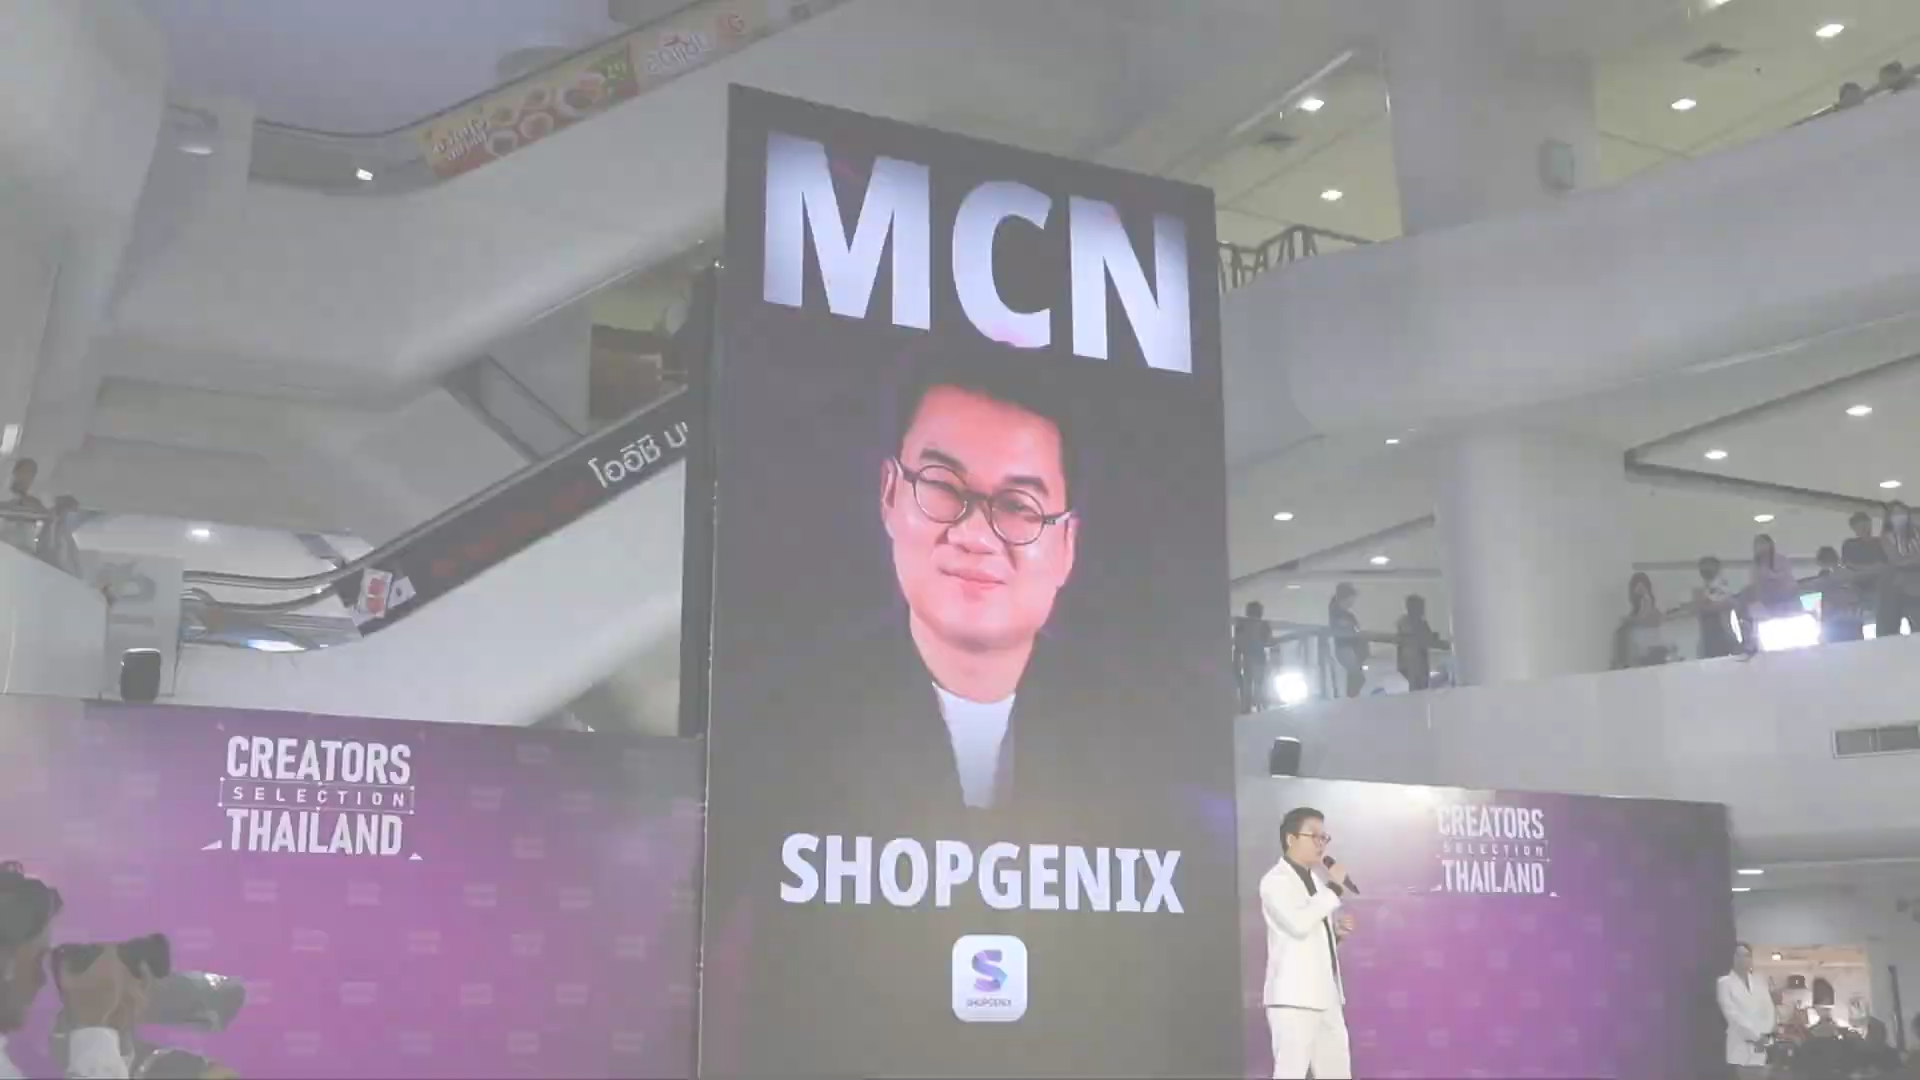 MCN
โออิชิ
CREATORS
SELECTION
THAILAND
SHOPGENIX
S
SHOPGENIX
CREATORS
SELECTION
THAILAND